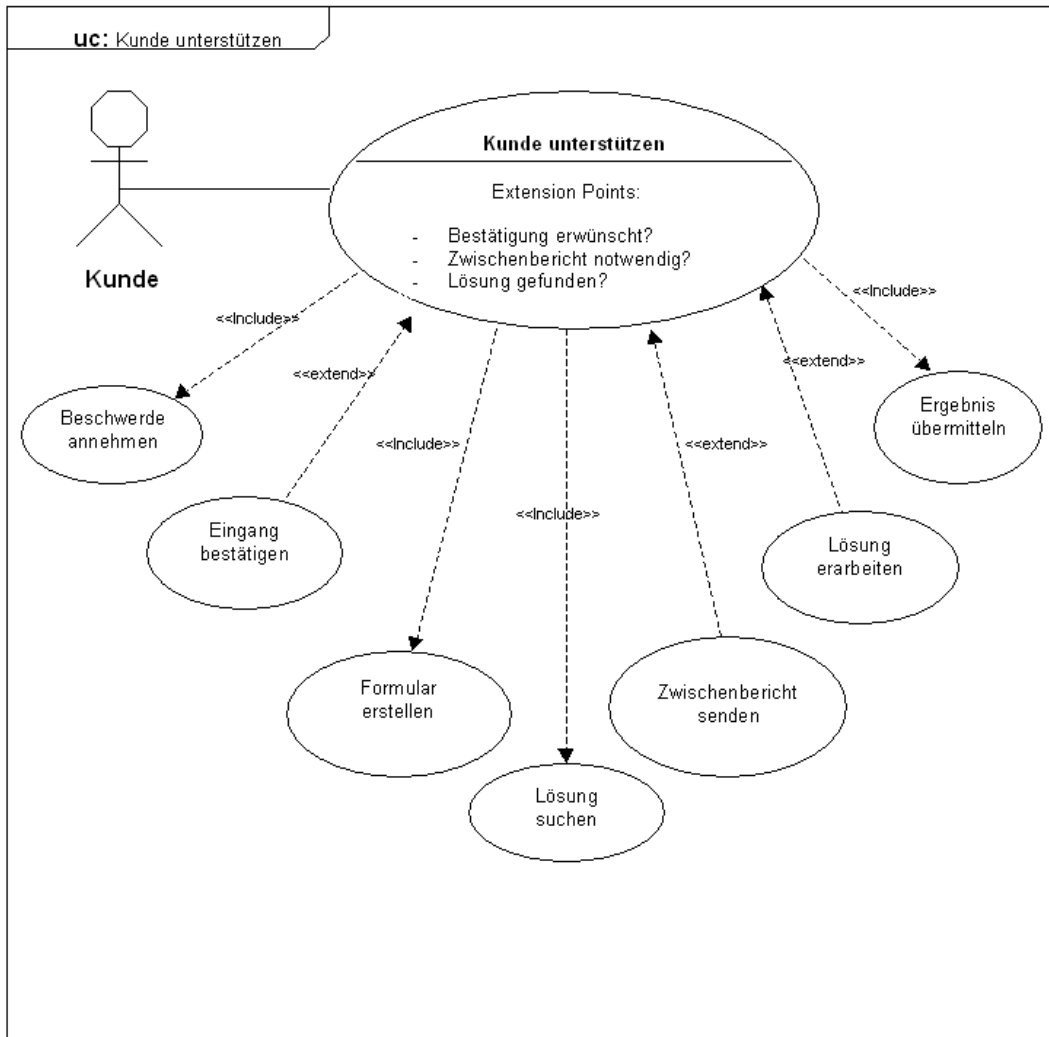 uc: Kunde unterstützen
Kunde unterstützen
Extension Points:
- Bestätigung erwünscht?
- Zwischenbericht notwendig?
- Lösung gefunden?
Kunde
<<Include>>
<<Include>>
<<extend>>
<<extend>>
<<Include>>
<<extend>>
<<Include>>
Beschwerde
annehmen
Ergebnis
übermitteln
Eingang
bestätigen
Lösung
erarbeiten
Formular
erstellen
Zwischenbericht
senden
Lösung
suchen